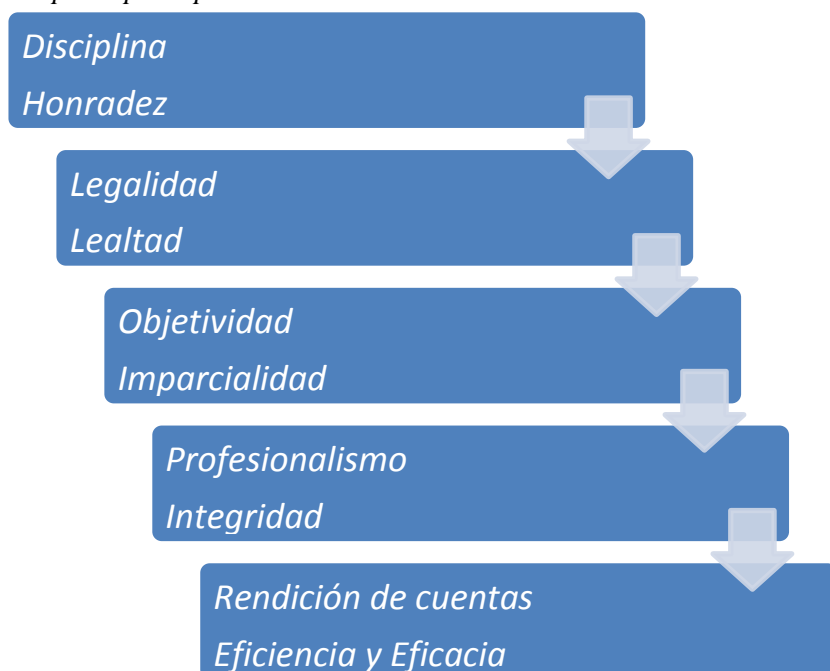 Disciplina
Honradez
Legalidad
Lealtad
Objetividad
Imparcialidad
Profesionalismo
Integridad
Rendición de cuentas
Eficiencia y Eficacia